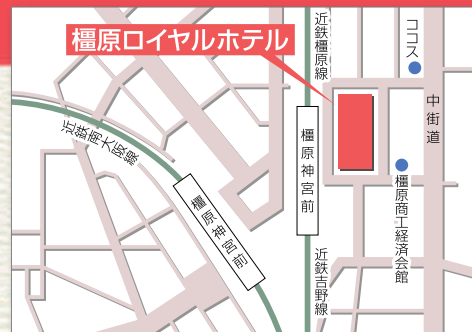 橿原ロイヤルホテル
近鉄橿原線
ココス
中街道
近鉄南大阪線
橿原神宮前
橿原神宮前
橿原商工経済会館
近鉄吉野線